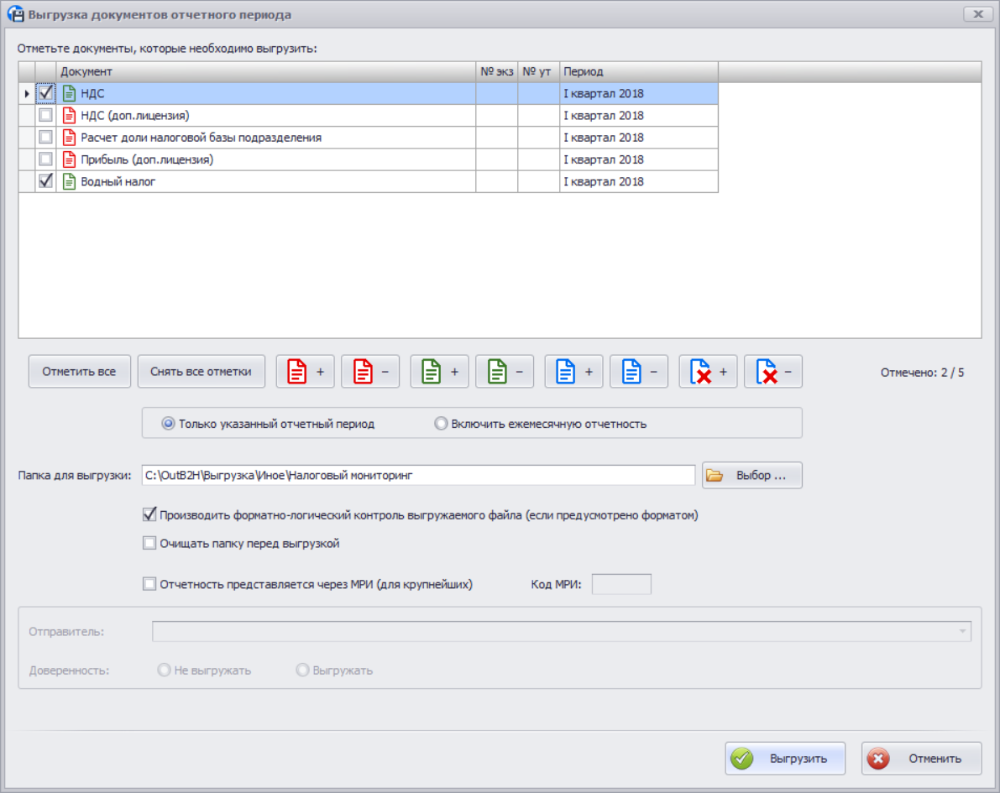 Выгрузка документов отчетного периода
Отметьте документы, которые необходимо выгрузить:
Документ № экз № ут Период
НДС I квартал 2018
НДС (доп.лицензия) I квартал 2018
Расчет доли налоговой базы подразделения I квартал 2018
Прибыль (доп.лицензия) I квартал 2018
Водный налог I квартал 2018
Отметить все Снять все отметки + − + − + − + − Отмечено: 2 / 5
Только указанный отчетный период Включить ежемесячную отчетность
Папка для выгрузки: C:\OutB2H\Выгрузка\Иное\Налоговый мониторинг Выбор ...
Производить форматно-логический контроль выгружаемого файла (если предусмотрено форматом)
Очищать папку перед выгрузкой
Отчетность представляется через МРИ (для крупнейших) Код МРИ:
Отправитель:
Доверенность: Не выгружать Выгружать
Выгрузить Отменить